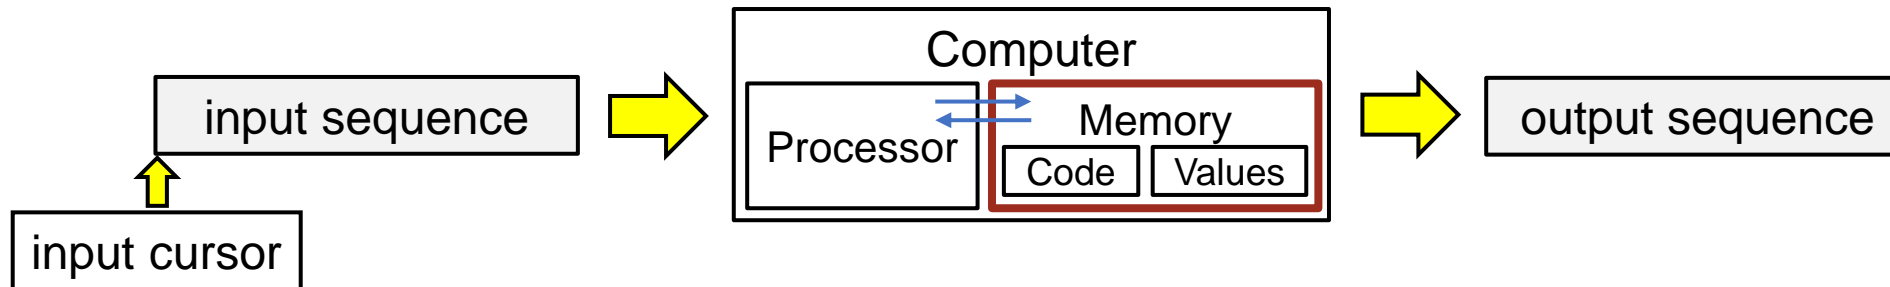 Computer
input sequence
Processor
Memory
Code
Values
output sequence
input cursor